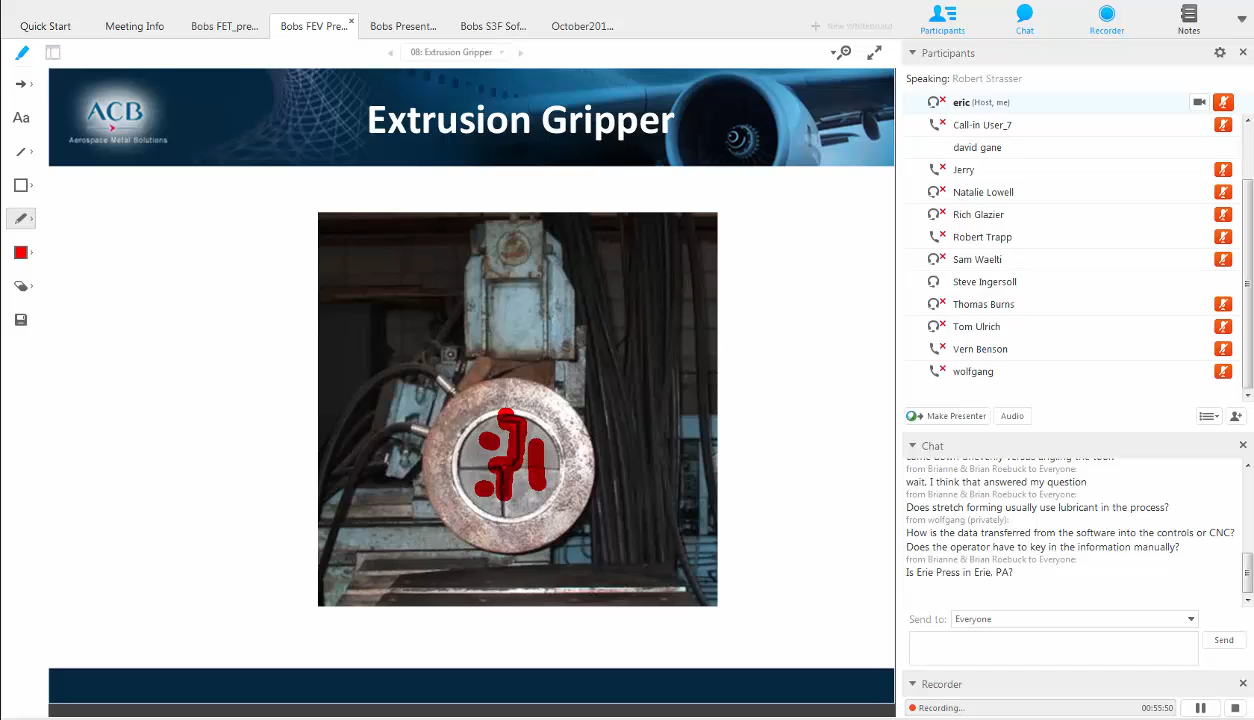 Quick Start
Meeting Info
Bobs FET_pre...
Bobs FEV Pre...
Bobs Present...
Bobs S3F Sof...
October201...
New Whiteboard
Participants
Chat
Recorder
Notes
08: Extrusion Gripper
Aa
ACB
Aerospace Metal Solutions
Extrusion Gripper
Participants
Speaking: Robert Strasser
eric (Host, me)
Call-in User_7
david gane
Jerry
Natalie Lowell
Rich Glazier
Robert Trapp
Sam Waelti
Steve Ingersoll
Thomas Burns
Tom Ulrich
Vern Benson
wolfgang
Make Presenter
Audio
Chat
from Brianne & Brian Roebuck to Everyone:
wait, I think that answered my question
from Brianne & Brian Roebuck to Everyone:
Does stretch forming usually use lubricant in the process?
from wolfgang (privately):
How is the data transferred from the software into the controls or CNC?
Does the operator have to key in the information manually?
from Brianne & Brian Roebuck to Everyone:
Is Erie Press in Erie, PA?
Send to:
Everyone
Send
Recorder
Recording...
00:55:50